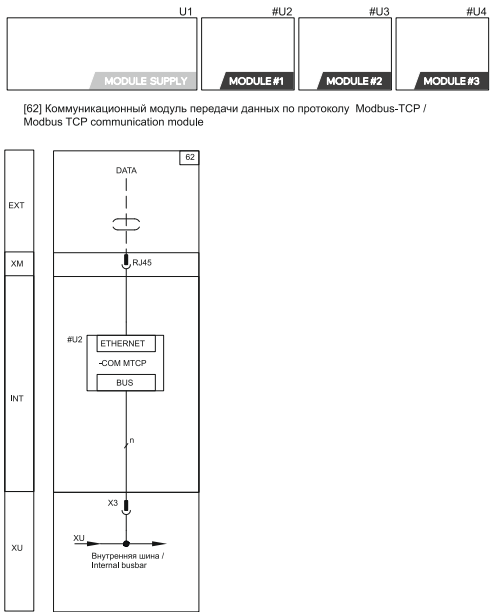 U1
#U2
#U3
#U4
MODULE SUPPLY
MODULE #1
MODULE #2
MODULE #3
[62] Коммуникационный модуль передачи данных по протоколу Modbus-TCP /
Modbus TCP communication module
62
DATA
EXT
XM
RJ45
#U2
ETHERNET
-COM MTCP
BUS
INT
n
X3
XU
XU
Внутренняя шина /
Internal busbar